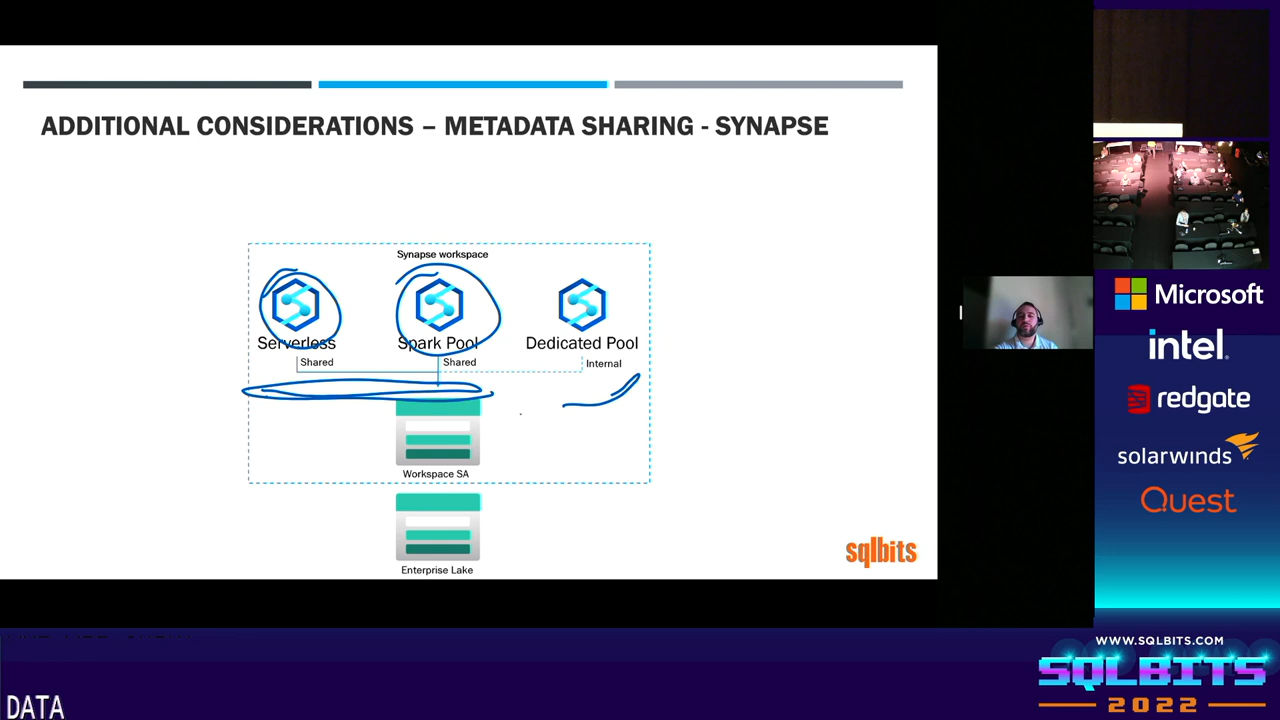 ADDITIONAL CONSIDERATIONS – METADATA SHARING - SYNAPSE
Synapse workspace
Serverless
Spark Pool
Dedicated Pool
Shared
Shared
Internal
Workspace SA
Enterprise Lake
sqlbits
Microsoft
intel.
redgate
solarwinds
Quest
WWW.SQLBITS.COM
SQLBITS
2022
DATA